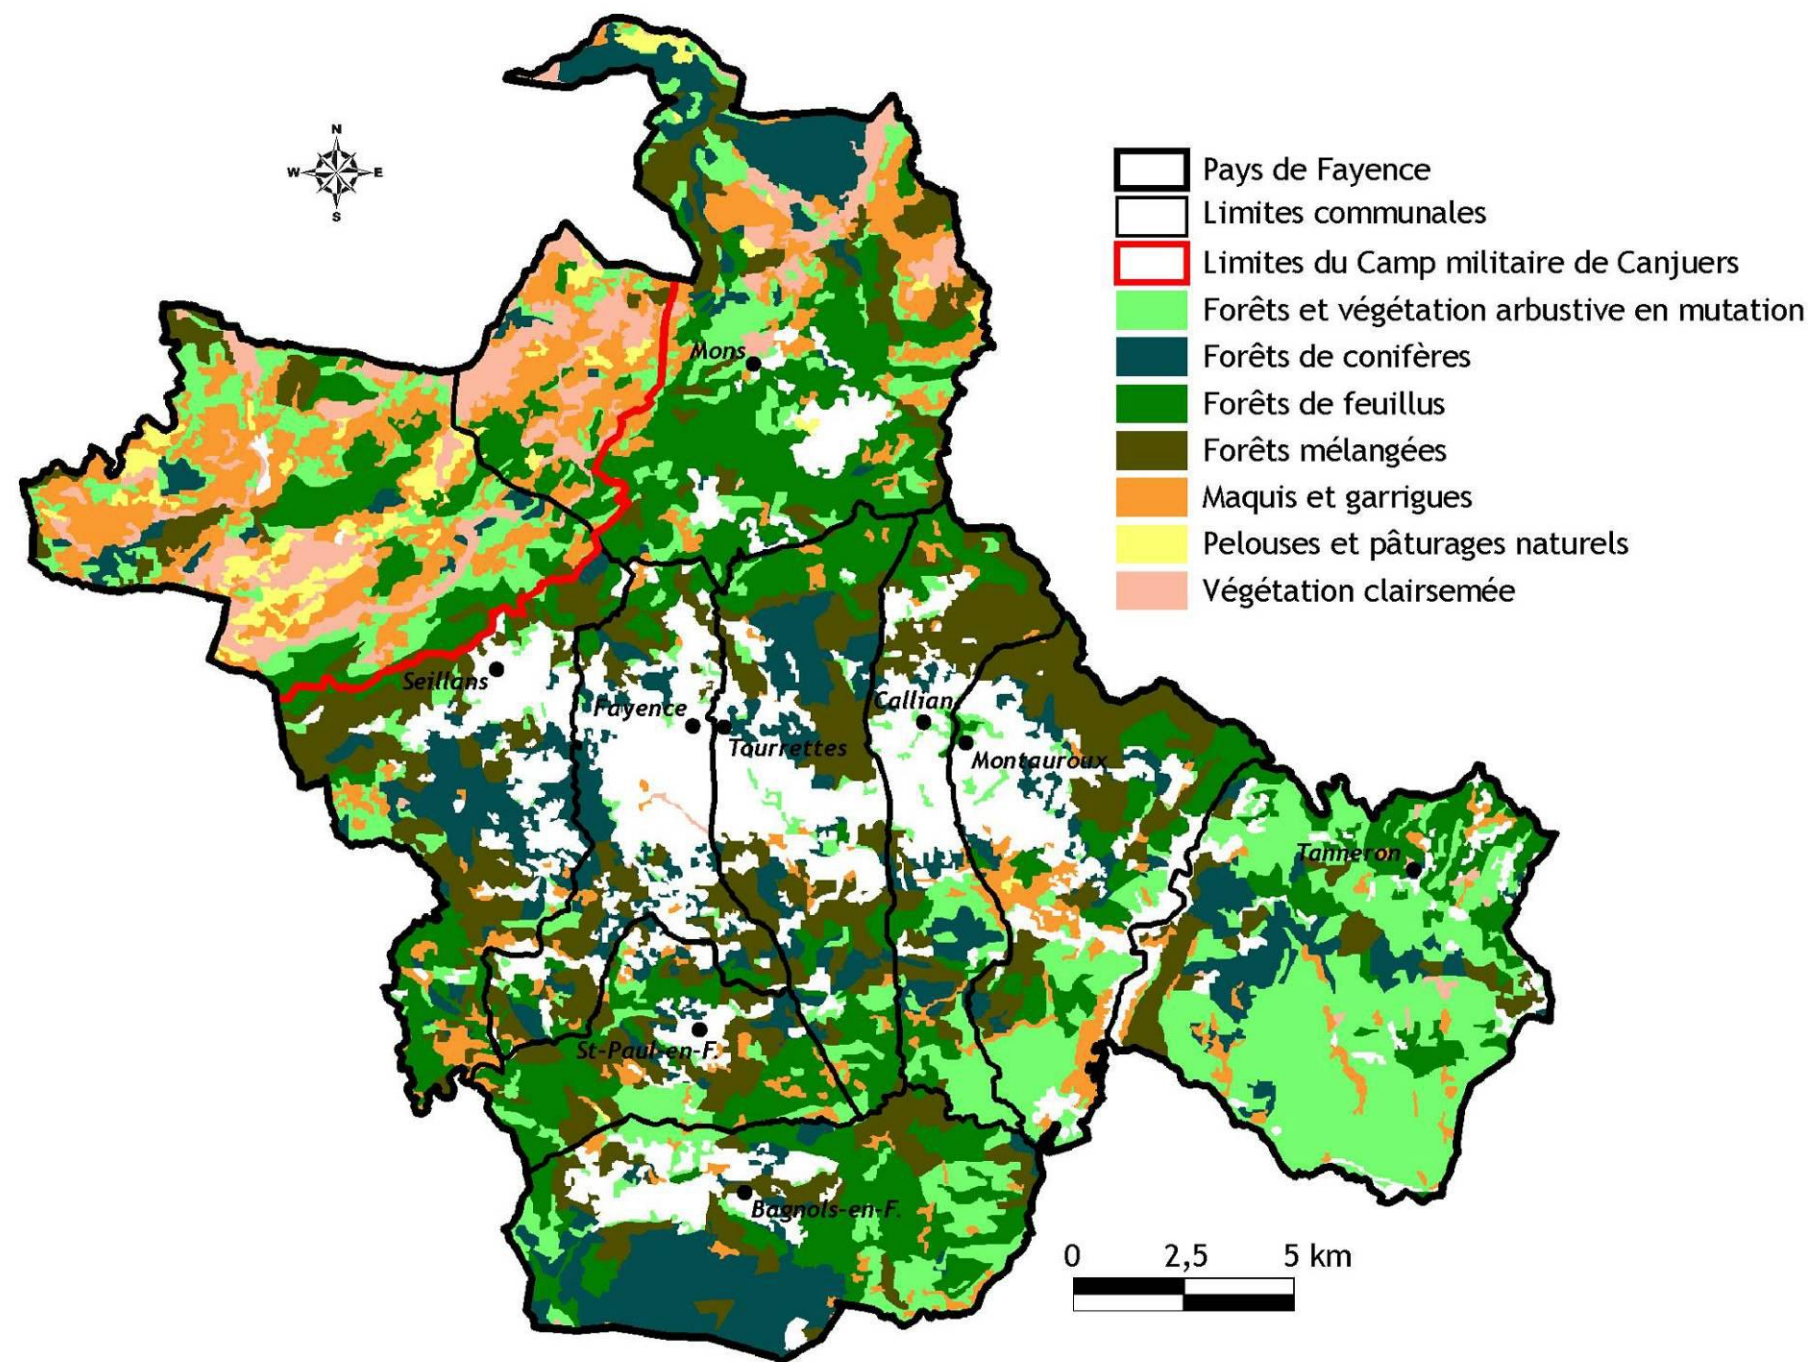 N
W E
S
Pays de Fayence
Limites communales
Limites du Camp militaire de Canjuers
Forêts et végétation arbustive en mutation
Forêts de conifères
Forêts de feuillus
Forêts mélangées
Maquis et garrigues
Pelouses et pâturages naturels
Végétation clairsemée
Mons
Seillans
Fayence
Tourrettes
Callian
Montauroux
Tanneron
St-Paul-en-F.
Bagnols-en-F.
0 2,5 5 km